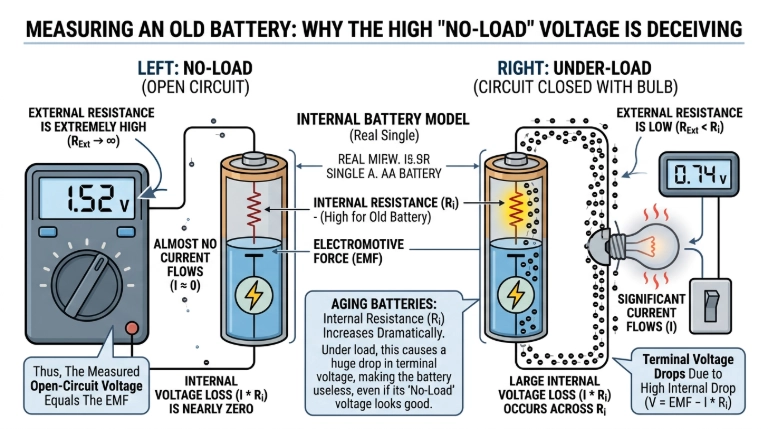 MEASURING AN OLD BATTERY: WHY THE HIGH "NO-LOAD" VOLTAGE IS DECEIVING
LEFT: NO-LOAD
(OPEN CIRCUIT)
EXTERNAL RESISTANCE
IS EXTREMELY HIGH
(RExt → ∞)
1.52 V
ALMOST NO
CURRENT
FLOWS
(I ≈ 0)
Thus, The Measured
Open-Circuit Voltage
Equals The EMF
INTERNAL
VOLTAGE LOSS (I * Ri)
IS NEARLY ZERO
INTERNAL BATTERY MODEL
(Real Single)
REAL MIFW. I5.9R
SINGLE A. AA BATTERY
INTERNAL RESISTANCE (Ri)
- (High for Old Battery)
ELECTROMOTIVE
FORCE (EMF)
AGING BATTERIES:
Internal Resistance (Ri)
Increases Dramatically.
Under load, this causes a
huge drop in terminal
voltage, making the battery
useless, even if its 'No-Load'
voltage looks good.
RIGHT: UNDER-LOAD
(CIRCUIT CLOSED WITH BULB)
EXTERNAL RESISTANCE
IS LOW (RExt < Ri)
0.74 V
SIGNIFICANT
CURRENT
FLOWS (I)
LARGE INTERNAL
VOLTAGE LOSS (I * Ri)
OCCURS ACROSS Ri
Terminal Voltage
Drops Due to
High Internal Drop
(V = EMF – I * Ri)